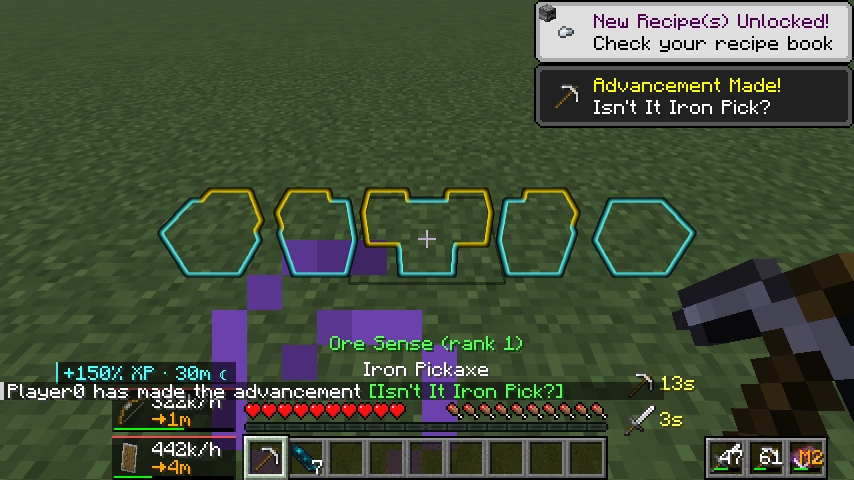 New Recipe(s) Unlocked!
Check your recipe book
Advancement Made!
Isn't It Iron Pick?
Ore Sense (rank 1)
+150% XP · 30m
Iron Pickaxe
13s
Player0 has made the advancement [Isn't It Iron Pick?]
322k/h
→1m
3s
442k/h
→4m
7
47
61
M2